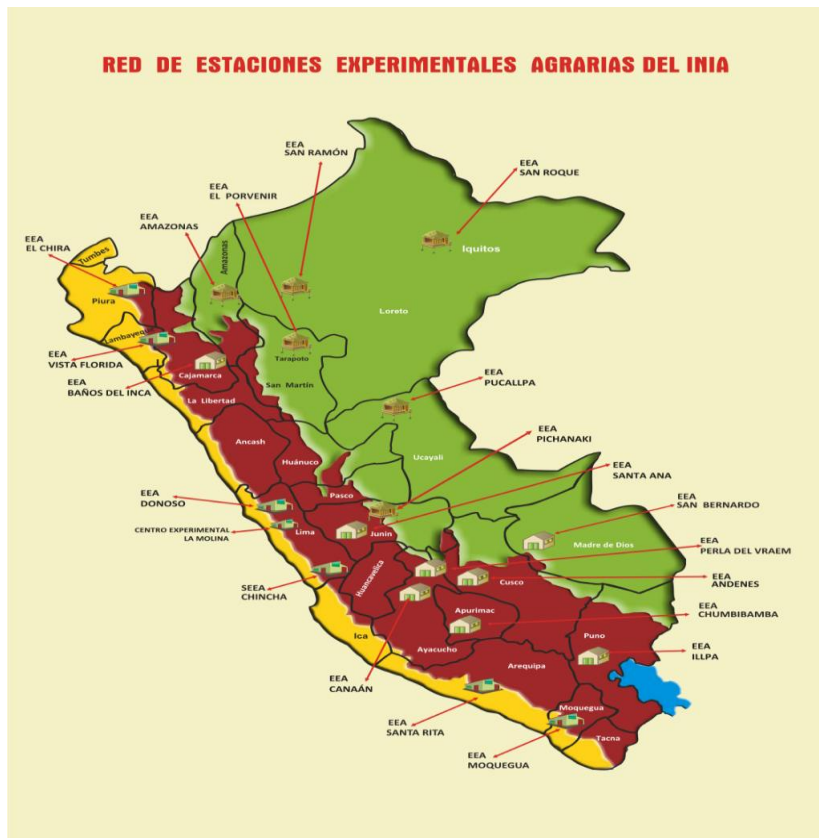 RED DE ESTACIONES EXPERIMENTALES AGRARIAS DEL INIA
EEA
SAN RAMÓN
EEA
SAN ROQUE
EEA
EL PORVENIR
EEA
AMAZONAS
EEA
EL CHIRA
Tumbes
Amazonas
Iquitos
Piura
Loreto
Lambayeque
Tarapoto
EEA
VISTA FLORIDA
Cajamarca
San Martín
EEA
BAÑOS DEL INCA
EEA
PUCALLPA
La Libertad
EEA
PICHANAKI
Ancash
Ucayali
Huánuco
EEA
SANTA ANA
Pasco
EEA
DONOSO
EEA
SAN BERNARDO
CENTRO EXPERIMENTAL
LA MOLINA
Lima
Junín
Madre de Dios
EEA
PERLA DEL VRAEM
Huancavelica
Cusco
EEA
ANDENES
SEEA
CHINCHA
Apurimac
EEA
CHUMBIBAMBA
Ica
Puno
Ayacucho
EEA
ILLPA
Arequipa
EEA
CANAÁN
Moquegua
EEA
SANTA RITA
Tacna
EEA
MOQUEGUA